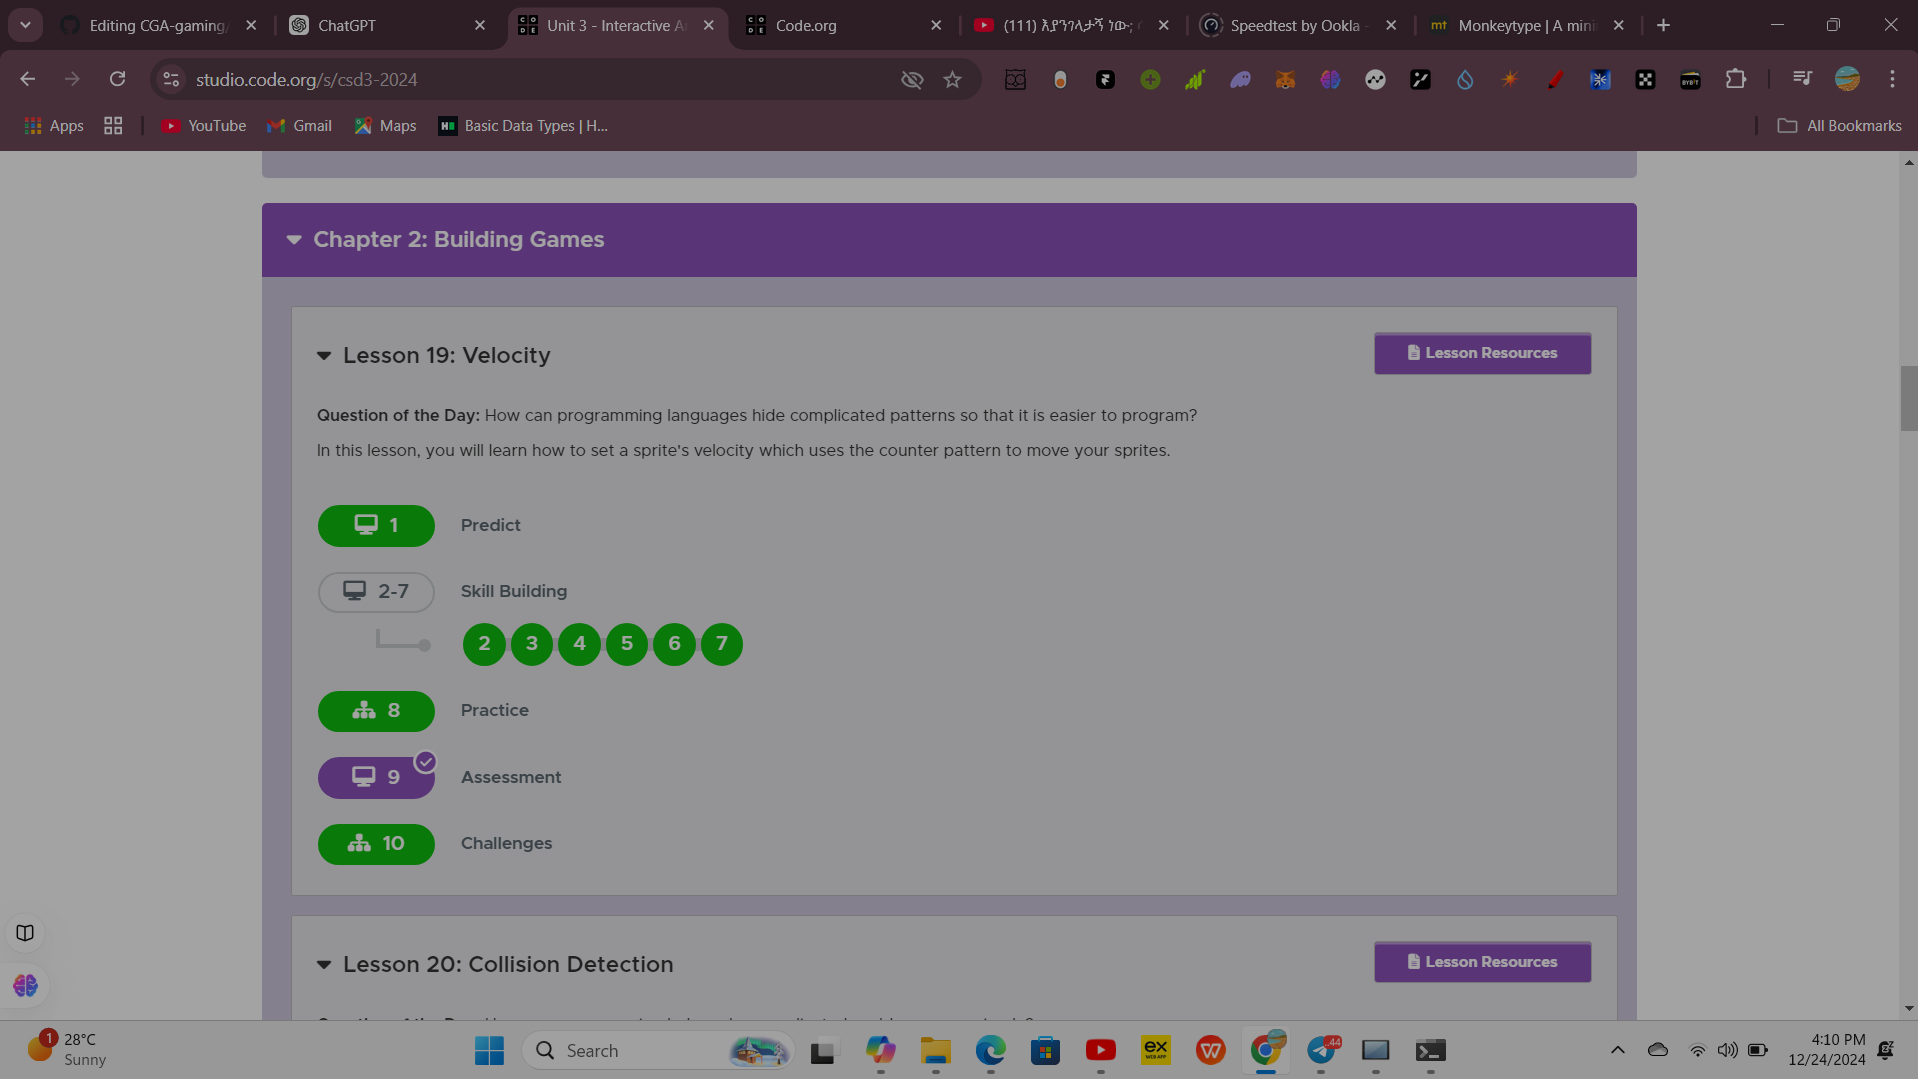 Editing CGA-gaming/
ChatGPT
Unit 3 - Interactive A
Code.org
(111) እያንገላታኝ ነው;
Speedtest by Ookla
Monkeytype | A mini
studio.code.org/s/csd3-2024
Apps
YouTube
Gmail
Maps
Basic Data Types | H...
All Bookmarks
Chapter 2: Building Games
Lesson 19: Velocity
Lesson Resources
Question of the Day: How can programming languages hide complicated patterns so that it is easier to program?
In this lesson, you will learn how to set a sprite's velocity which uses the counter pattern to move your sprites.
1 Predict
2-7 Skill Building
2 3 4 5 6 7
8 Practice
9 Assessment
10 Challenges
Lesson 20: Collision Detection
Lesson Resources
1
28°C
Sunny
Search
44
4:10 PM
12/24/2024